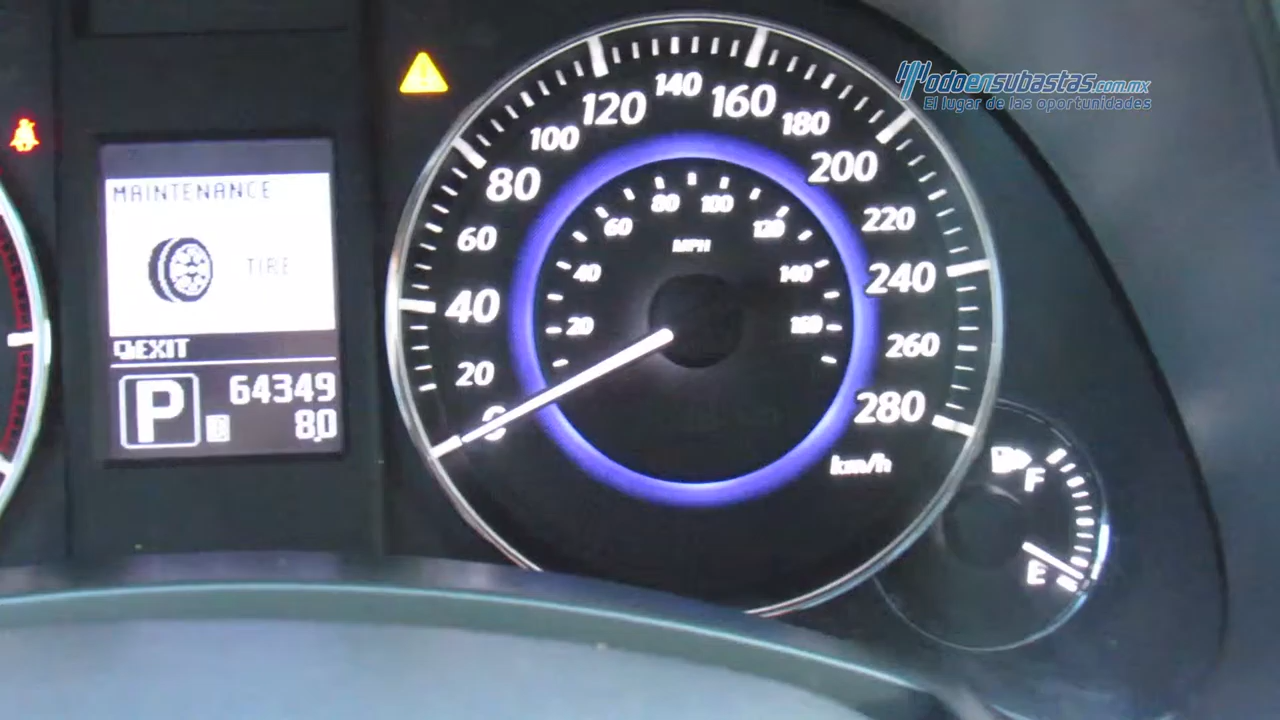 Modoensubastas.com.mx
El lugar de las oportunidades
MAINTENANCE
TIRE
EXIT
P
64349
8.0
0
20
40
60
80
100
120
140
160
180
200
220
240
260
280
km/h
20
40
60
80
100
120
140
160
MPH
F
E